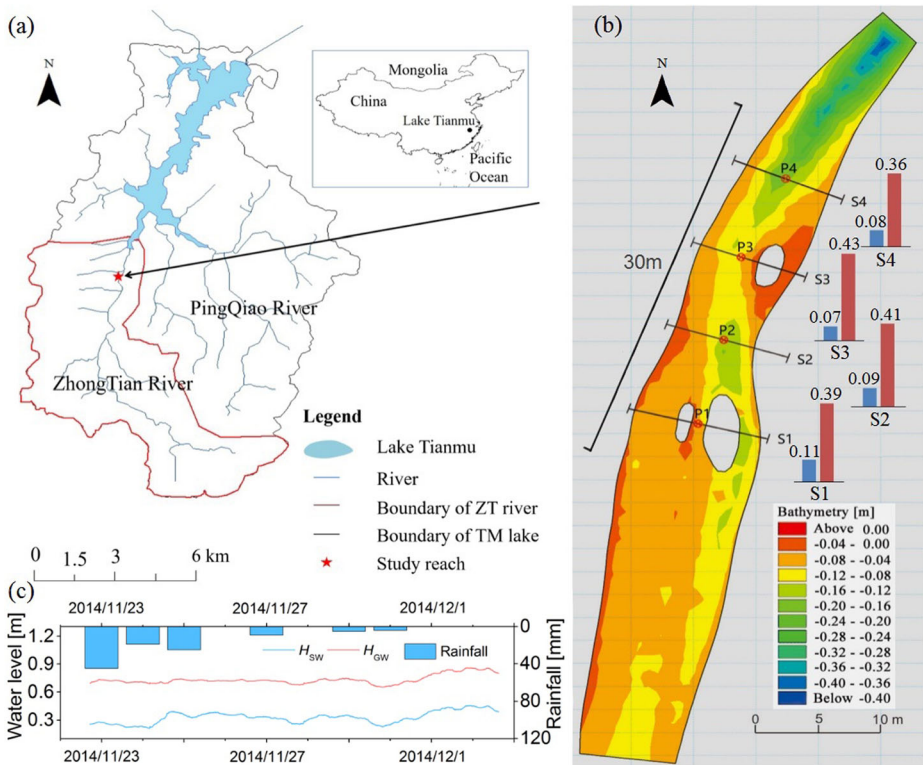 (a)
N
Mongolia
China
Lake Tianmu
Pacific
Ocean
PingQiao River
ZhongTian River
Legend
Lake Tianmu
River
Boundary of ZT river
Boundary of TM lake
Study reach
0 1.5 3 6 km
(b)
N
30m
P4
S4
P3
S3
P2
S2
P1
S1
0.36
0.08
S4
0.43
0.07
S3
0.41
0.09
S2
0.39
0.11
S1
Bathymetry [m]
Above 0.00
-0.04 - 0.00
-0.08 - -0.04
-0.12 - -0.08
-0.16 - -0.12
-0.20 - -0.16
-0.24 - -0.20
-0.28 - -0.24
-0.32 - -0.28
-0.36 - -0.32
-0.40 - -0.36
Below -0.40
0 5 10 m
(c)
2014/11/23 2014/11/27 2014/12/1
Water level [m]
1.2
0.9
0.6
0.3
HSW HGW Rainfall
0
40
80
120
Rainfall [mm]
2014/11/23 2014/11/27 2014/12/1